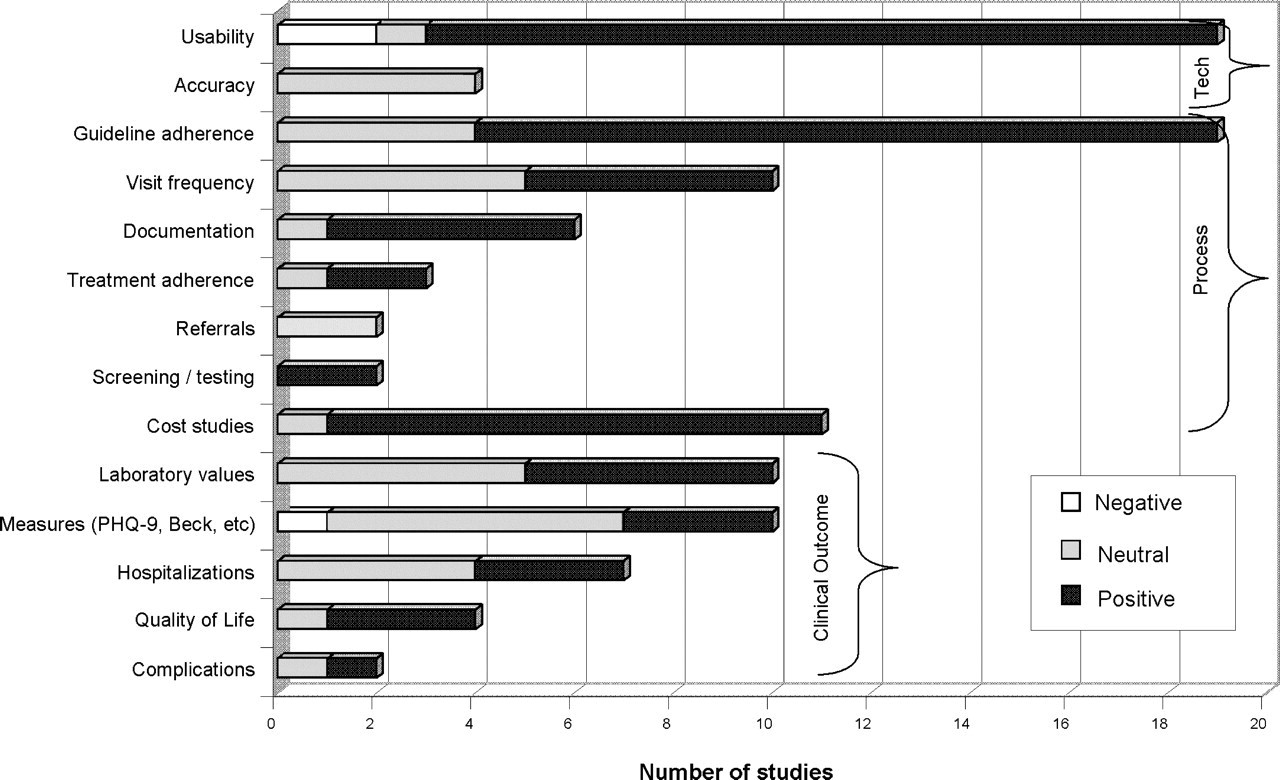 Usability
Accuracy
Guideline adherence
Visit frequency
Documentation
Treatment adherence
Referrals
Screening / testing
Cost studies
Laboratory values
Measures (PHQ-9, Beck, etc)
Hospitalizations
Quality of Life
Complications
Tech
Process
Clinical Outcome
Negative
Neutral
Positive
0 2 4 6 8 10 12 14 16 18 20
Number of studies